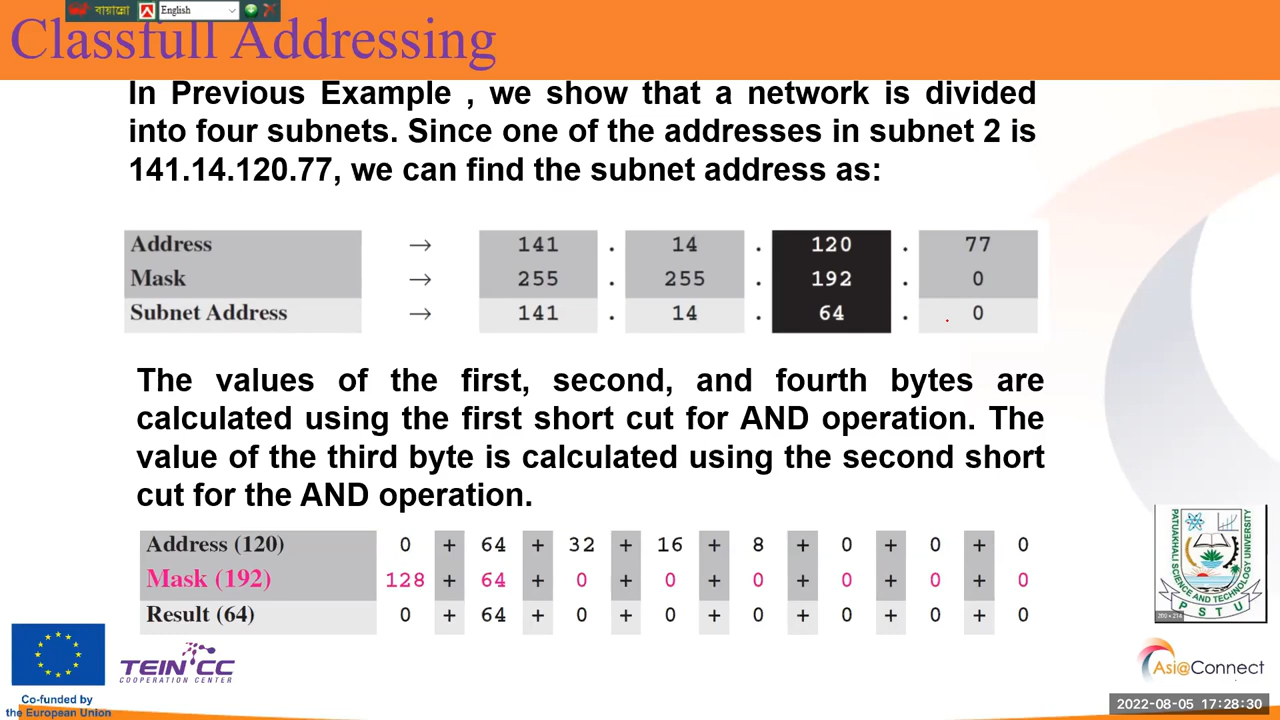 বায়ান্নো English
Classfull Addressing
In Previous Example , we show that a network is divided
into four subnets. Since one of the addresses in subnet 2 is
141.14.120.77, we can find the subnet address as:
Address → 141 . 14 . 120 . 77
Mask → 255 . 255 . 192 . 0
Subnet Address → 141 . 14 . 64 . 0
The values of the first, second, and fourth bytes are
calculated using the first short cut for AND operation. The
value of the third byte is calculated using the second short
cut for the AND operation.
Address (120) 0 + 64 + 32 + 16 + 8 + 0 + 0 + 0
Mask (192) 128 + 64 + 0 + 0 + 0 + 0 + 0 + 0
Result (64) 0 + 64 + 0 + 0 + 0 + 0 + 0 + 0
PATUAKHALI SCIENCE AND TECHNOLOGY UNIVERSITY
PSTU
TEIN*CC
COOPERATION CENTER
Asi@Connect
Co-funded by
the European Union
2022-08-05 17:28:30